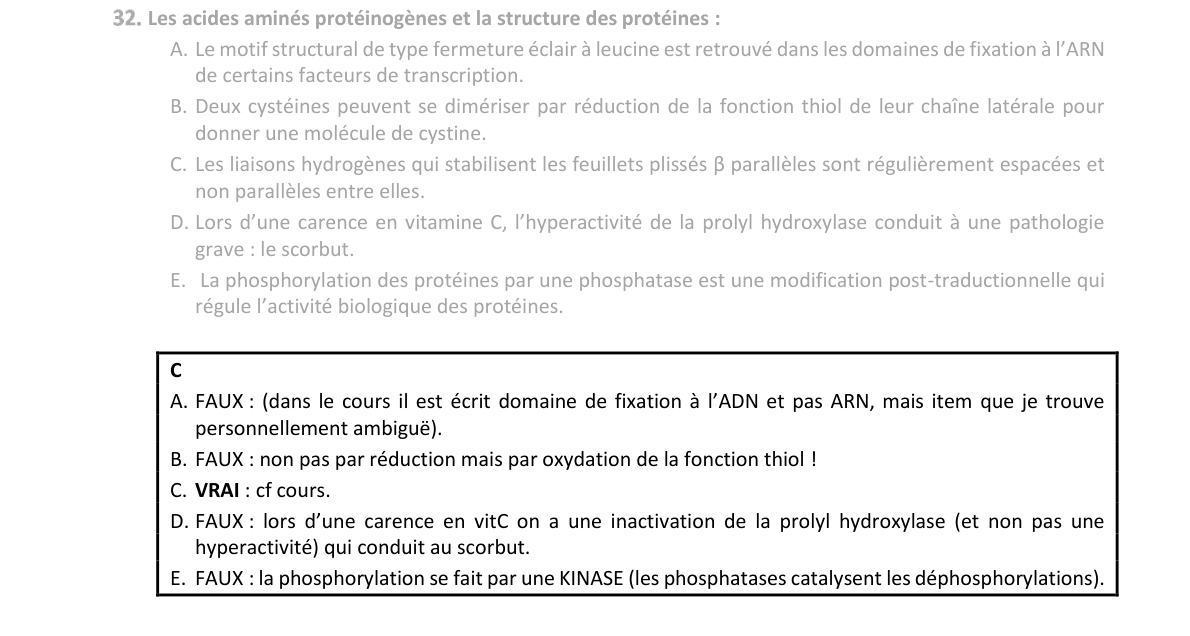 32. Les acides aminés protéinogènes et la structure des protéines :
A. Le motif structural de type fermeture éclair à leucine est retrouvé dans les domaines de fixation à l’ARN
de certains facteurs de transcription.
B. Deux cystéines peuvent se dimériser par réduction de la fonction thiol de leur chaîne latérale pour
donner une molécule de cystine.
C. Les liaisons hydrogènes qui stabilisent les feuillets plissés β parallèles sont régulièrement espacées et
non parallèles entre elles.
D. Lors d’une carence en vitamine C, l’hyperactivité de la prolyl hydroxylase conduit à une pathologie
grave : le scorbut.
E. La phosphorylation des protéines par une phosphatase est une modification post-traductionnelle qui
régule l’activité biologique des protéines.
C
A. FAUX : (dans le cours il est écrit domaine de fixation à l’ADN et pas ARN, mais item que je trouve
personnellement ambiguë).
B. FAUX : non pas par réduction mais par oxydation de la fonction thiol !
C. VRAI : cf cours.
D. FAUX : lors d’une carence en vitC on a une inactivation de la prolyl hydroxylase (et non pas une
hyperactivité) qui conduit au scorbut.
E. FAUX : la phosphorylation se fait par une KINASE (les phosphatases catalysent les déphosphorylations).